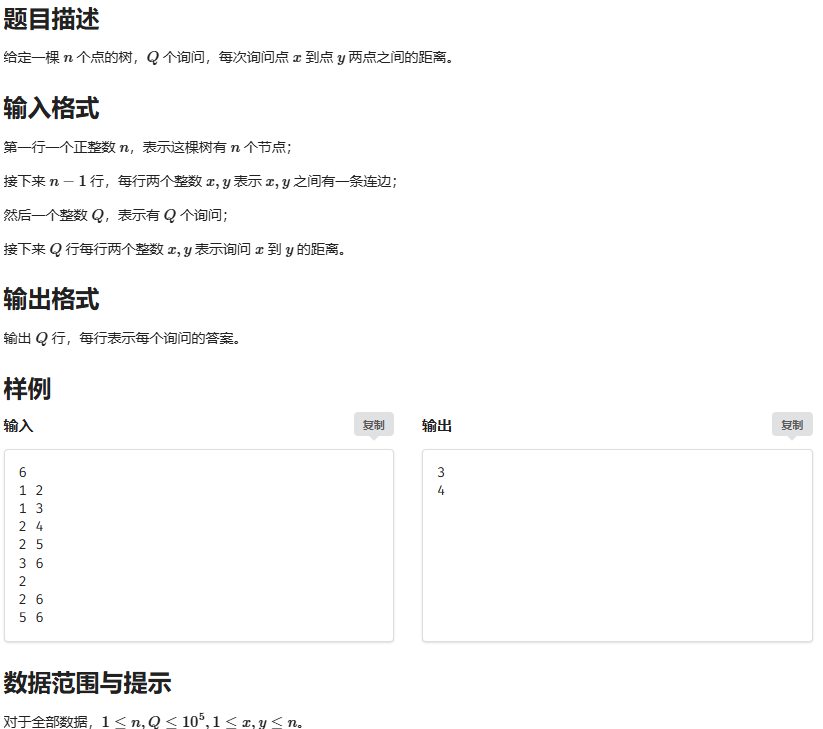 题目描述
给定一棵 n 个点的树，Q 个询问，每次询问点 x 到点 y 两点之间的距离。
输入格式
第一行一个正整数 n，表示这棵树有 n 个节点；
接下来 n − 1 行，每行两个整数 x, y 表示 x, y 之间有一条连边；
然后一个整数 Q，表示有 Q 个询问；
接下来 Q 行每行两个整数 x, y 表示询问 x 到 y 的距离。
输出格式
输出 Q 行，每行表示每个询问的答案。
样例
输入 复制
6
1 2
1 3
2 4
2 5
3 6
2
2 6
5 6
输出 复制
3
4
数据范围与提示
对于全部数据，1 ≤ n, Q ≤ 10⁵, 1 ≤ x, y ≤ n。